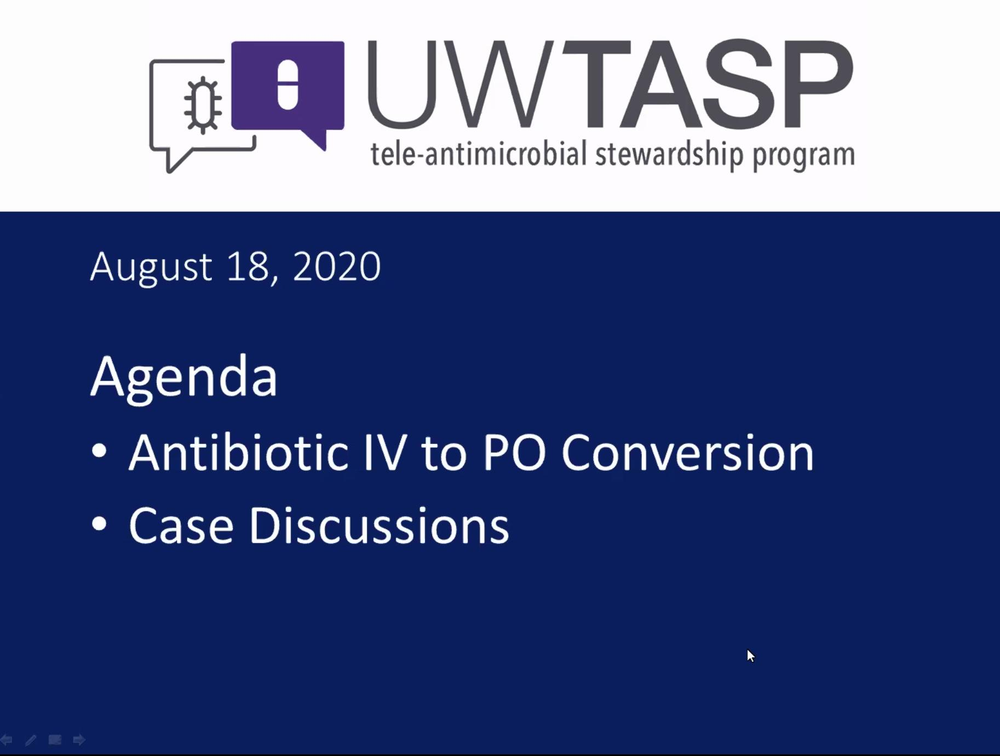 UWTASP
tele-antimicrobial stewardship program
August 18, 2020
Agenda
• Antibiotic IV to PO Conversion
• Case Discussions